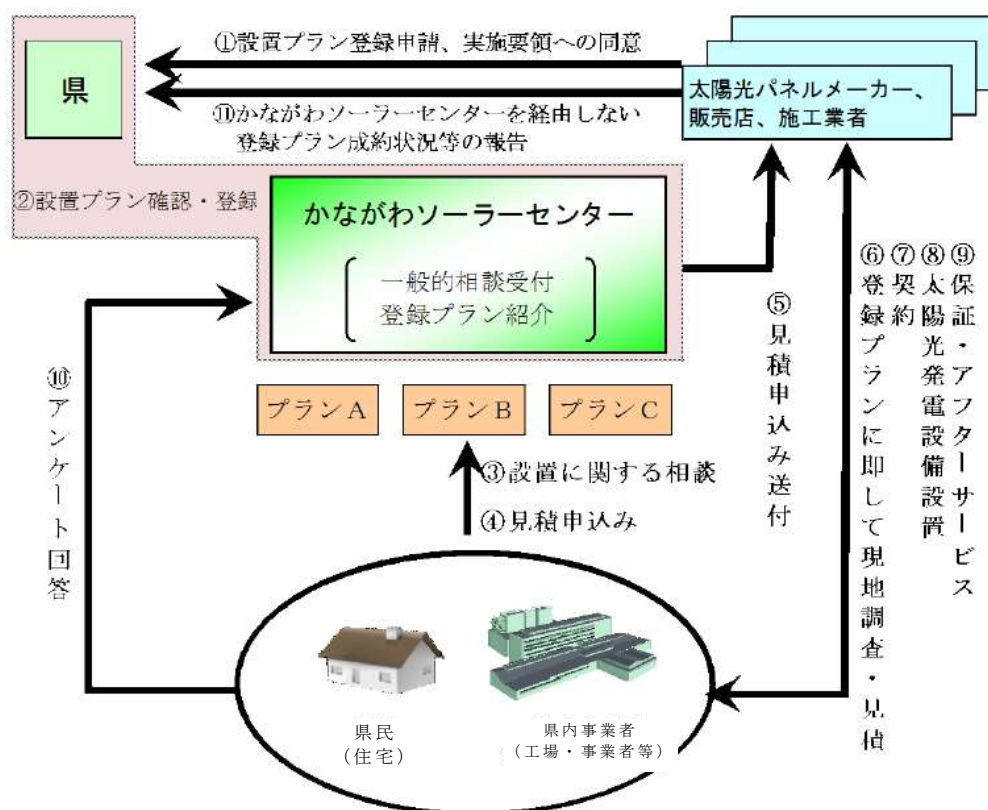 ①設置プラン登録申請、実施要領への同意
県
太陽光パネルメーカー、
販売店、施工業者
⑪かながわソーラーセンターを経由しない
登録プラン成約状況等の報告
②設置プラン確認・登録
かながわソーラーセンター
一般的相談受付
登録プラン紹介
⑤見積申込み送付
⑨保証・アフターサービス
⑧太陽光発電設備設置
⑦契約
⑥登録プランに即して現地調査・見積
⑩アンケート回答
プランA
プランB
プランC
③設置に関する相談
④見積申込み
県民
(住宅)
県内事業者
(工場・事業者等)